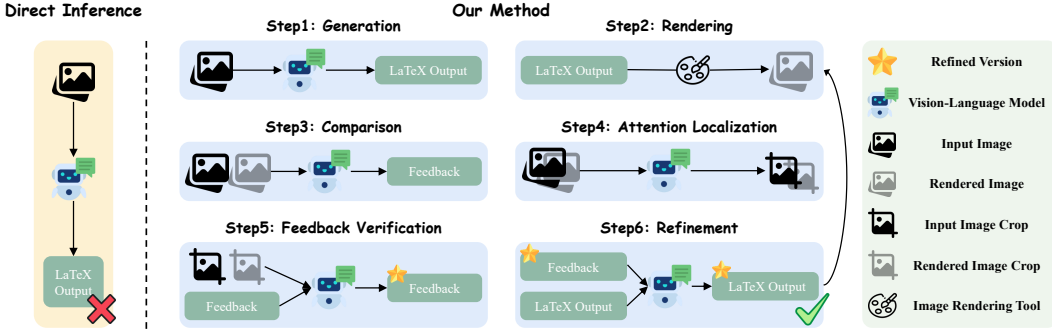 Direct Inference
Our Method
LaTeX
Output
Step1: Generation
LaTeX Output
Step2: Rendering
LaTeX Output
Step3: Comparison
Feedback
Step4: Attention Localization
Step5: Feedback Verification
Feedback
Feedback
Step6: Refinement
Feedback
LaTeX Output
LaTeX Output
Refined Version
Vision-Language Model
Input Image
Rendered Image
Input Image Crop
Rendered Image Crop
Image Rendering Tool